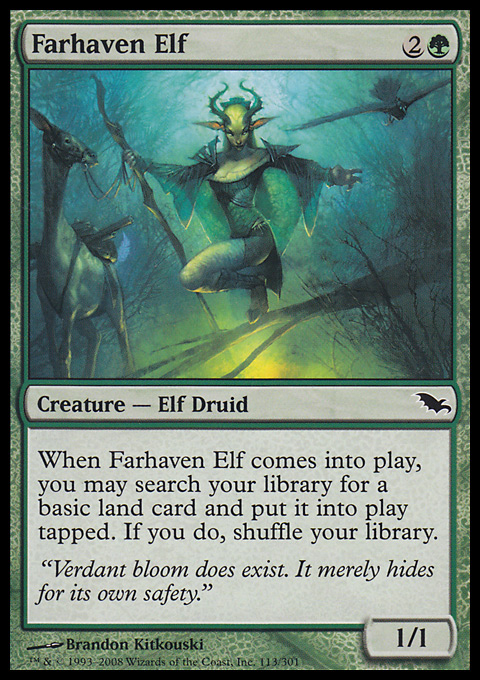 Farhaven Elf 2
Creature — Elf Druid
When Farhaven Elf comes into play,
you may search your library for a
basic land card and put it into play
tapped. If you do, shuffle your library.
“Verdant bloom does exist. It merely hides
for its own safety.”
Brandon Kitkouski
1/1
™ & © 1993–2008 Wizards of the Coast, Inc. 113/301